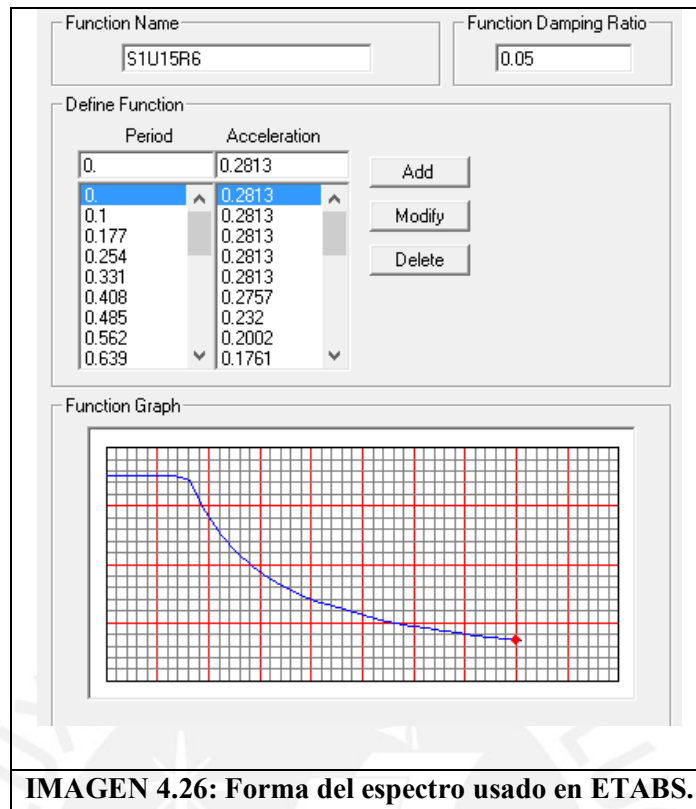 Function Name
S1U15R6
Function Damping Ratio
0.05
Define Function
Period Acceleration
0. 0.2813
Add
Modify
Delete
0. 0.2813
0.1 0.2813
0.177 0.2813
0.254 0.2813
0.331 0.2813
0.408 0.2757
0.485 0.232
0.562 0.2002
0.639 0.1761
Function Graph
IMAGEN 4.26: Forma del espectro usado en ETABS.